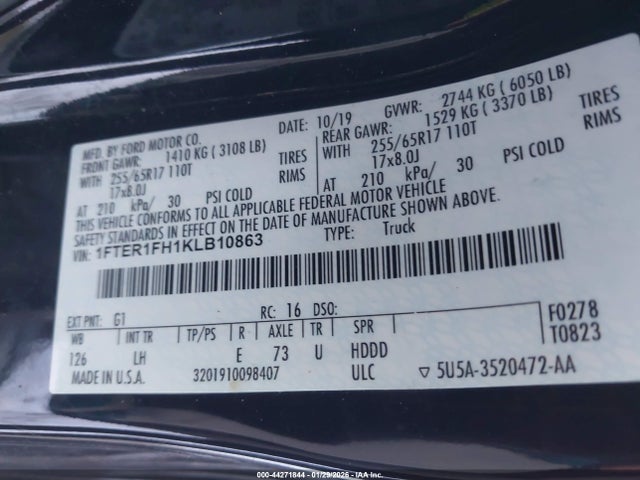 MFD. BY FORD MOTOR CO.
DATE: 10/19 GVWR: 2744 KG ( 6050 LB)
FRONT GAWR: 1410 KG ( 3108 LB)
REAR GAWR: 1529 KG ( 3370 LB)
WITH 255/65R17 110T TIRES
WITH 255/65R17 110T TIRES
17x8.0J RIMS
17x8.0J RIMS
AT 210 kPa/ 30 PSI COLD
AT 210 kPa/ 30 PSI COLD
THIS VEHICLE CONFORMS TO ALL APPLICABLE FEDERAL MOTOR VEHICLE
SAFETY STANDARDS IN EFFECT ON THE DATE OF MANUFACTURE SHOWN ABOVE.
VIN: 1FTER1FH1KLB10863 TYPE: Truck
EXT PNT: G1 RC: 16 DSO: F0278
WB INT TR TP/PS R AXLE TR SPR T0823
126 LH E 73 U HDDD
MADE IN U.S.A. 3201910098407 ULC ▽ 5U5A-3520472-AA
000-44271844 | 01/29/2026 - IAA Inc.